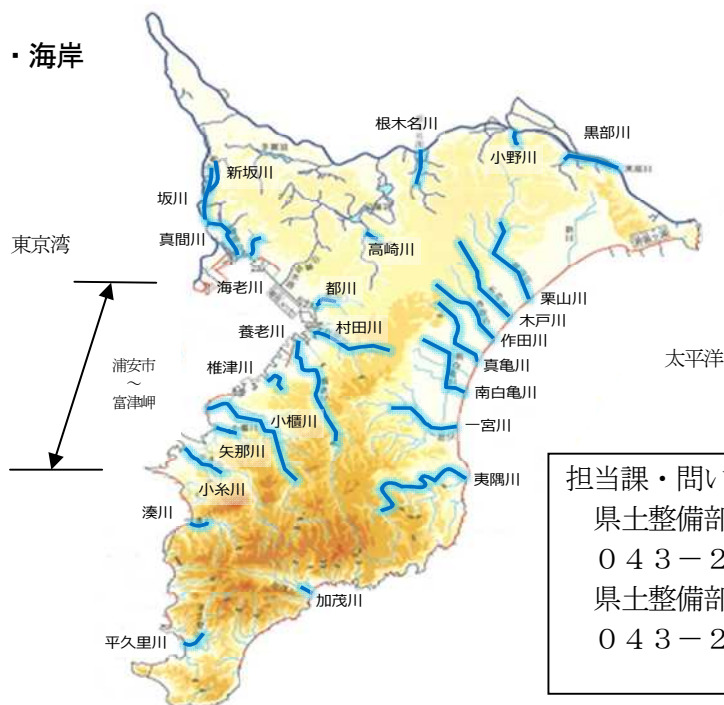 ・海岸
根木名川
黒部川
小野川
新坂川
坂川
東京湾
真間川
高崎川
海老川
都川
栗山川
養老川
村田川
木戸川
作田川
椎津川
真亀川
太平洋
浦安市
～
富津岬
南白亀川
小櫃川
一宮川
矢那川
小糸川
夷隅川
湊川
加茂川
平久里川
担当課・問い
県土整備部
０４３－２
県土整備部
０４３－２